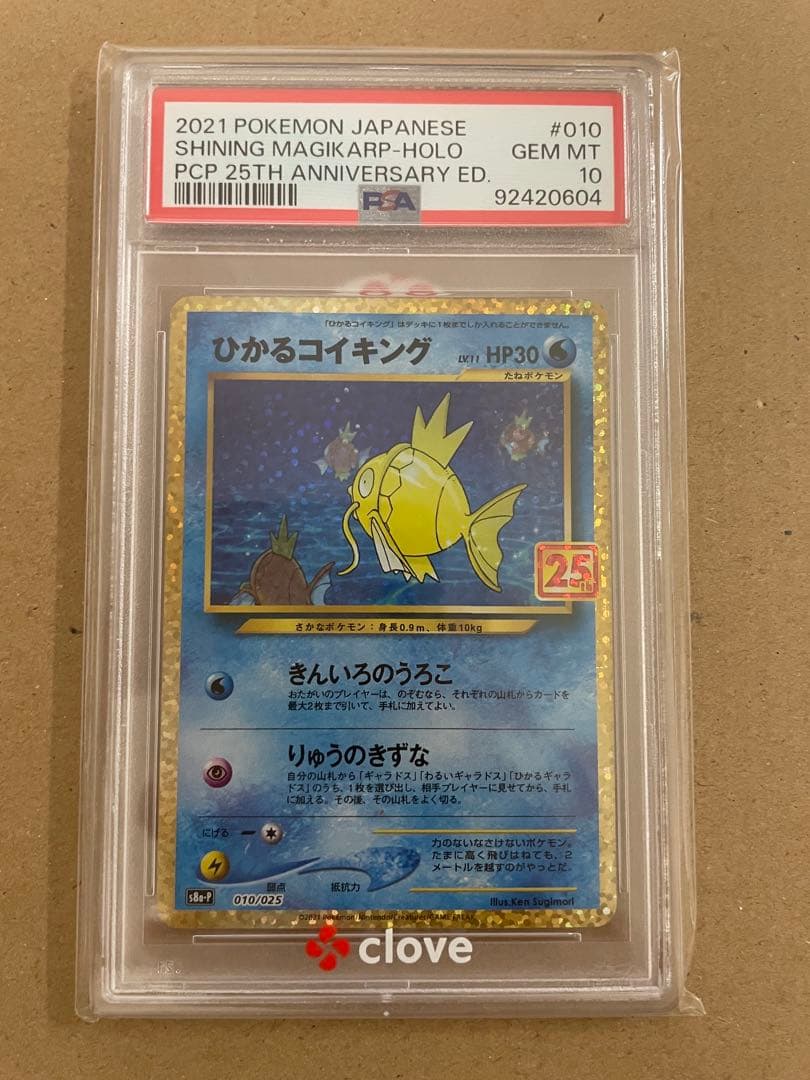 2021 POKEMON JAPANESE #010
SHINING MAGIKARP-HOLO GEM MT
PCP 25TH ANNIVERSARY ED. 10
PSA 92420604
「ひかるコイキング」はデッキに1枚までしか入れることができません。
ひかるコイキング LV.11 HP30
たねポケモン
25th
さかなポケモン：身長0.9m、体重10kg
きんいろのうろこ
おたがいのプレイヤーは、のぞむなら、それぞれの山札からカードを
最大2枚まで引いて、手札に加えてよい。
りゅうのきずな
自分の山札から「ギャラドス」「わるいギャラドス」「ひかるギャラ
ドス」のうち、1枚を選び出し、相手プレイヤーに見せてから、手札
に加える。その後、その山札をよく切る。
にげる
力のないなさけないポケモン。
たまに高く飛びはねても、2
メートルを越すのがやっとだ。
弱点 抵抗力
s8a-P 010/025
Illus.Ken Sugimori
©2021 Pokémon/Nintendo/Creatures/GAME FREAK.
clove